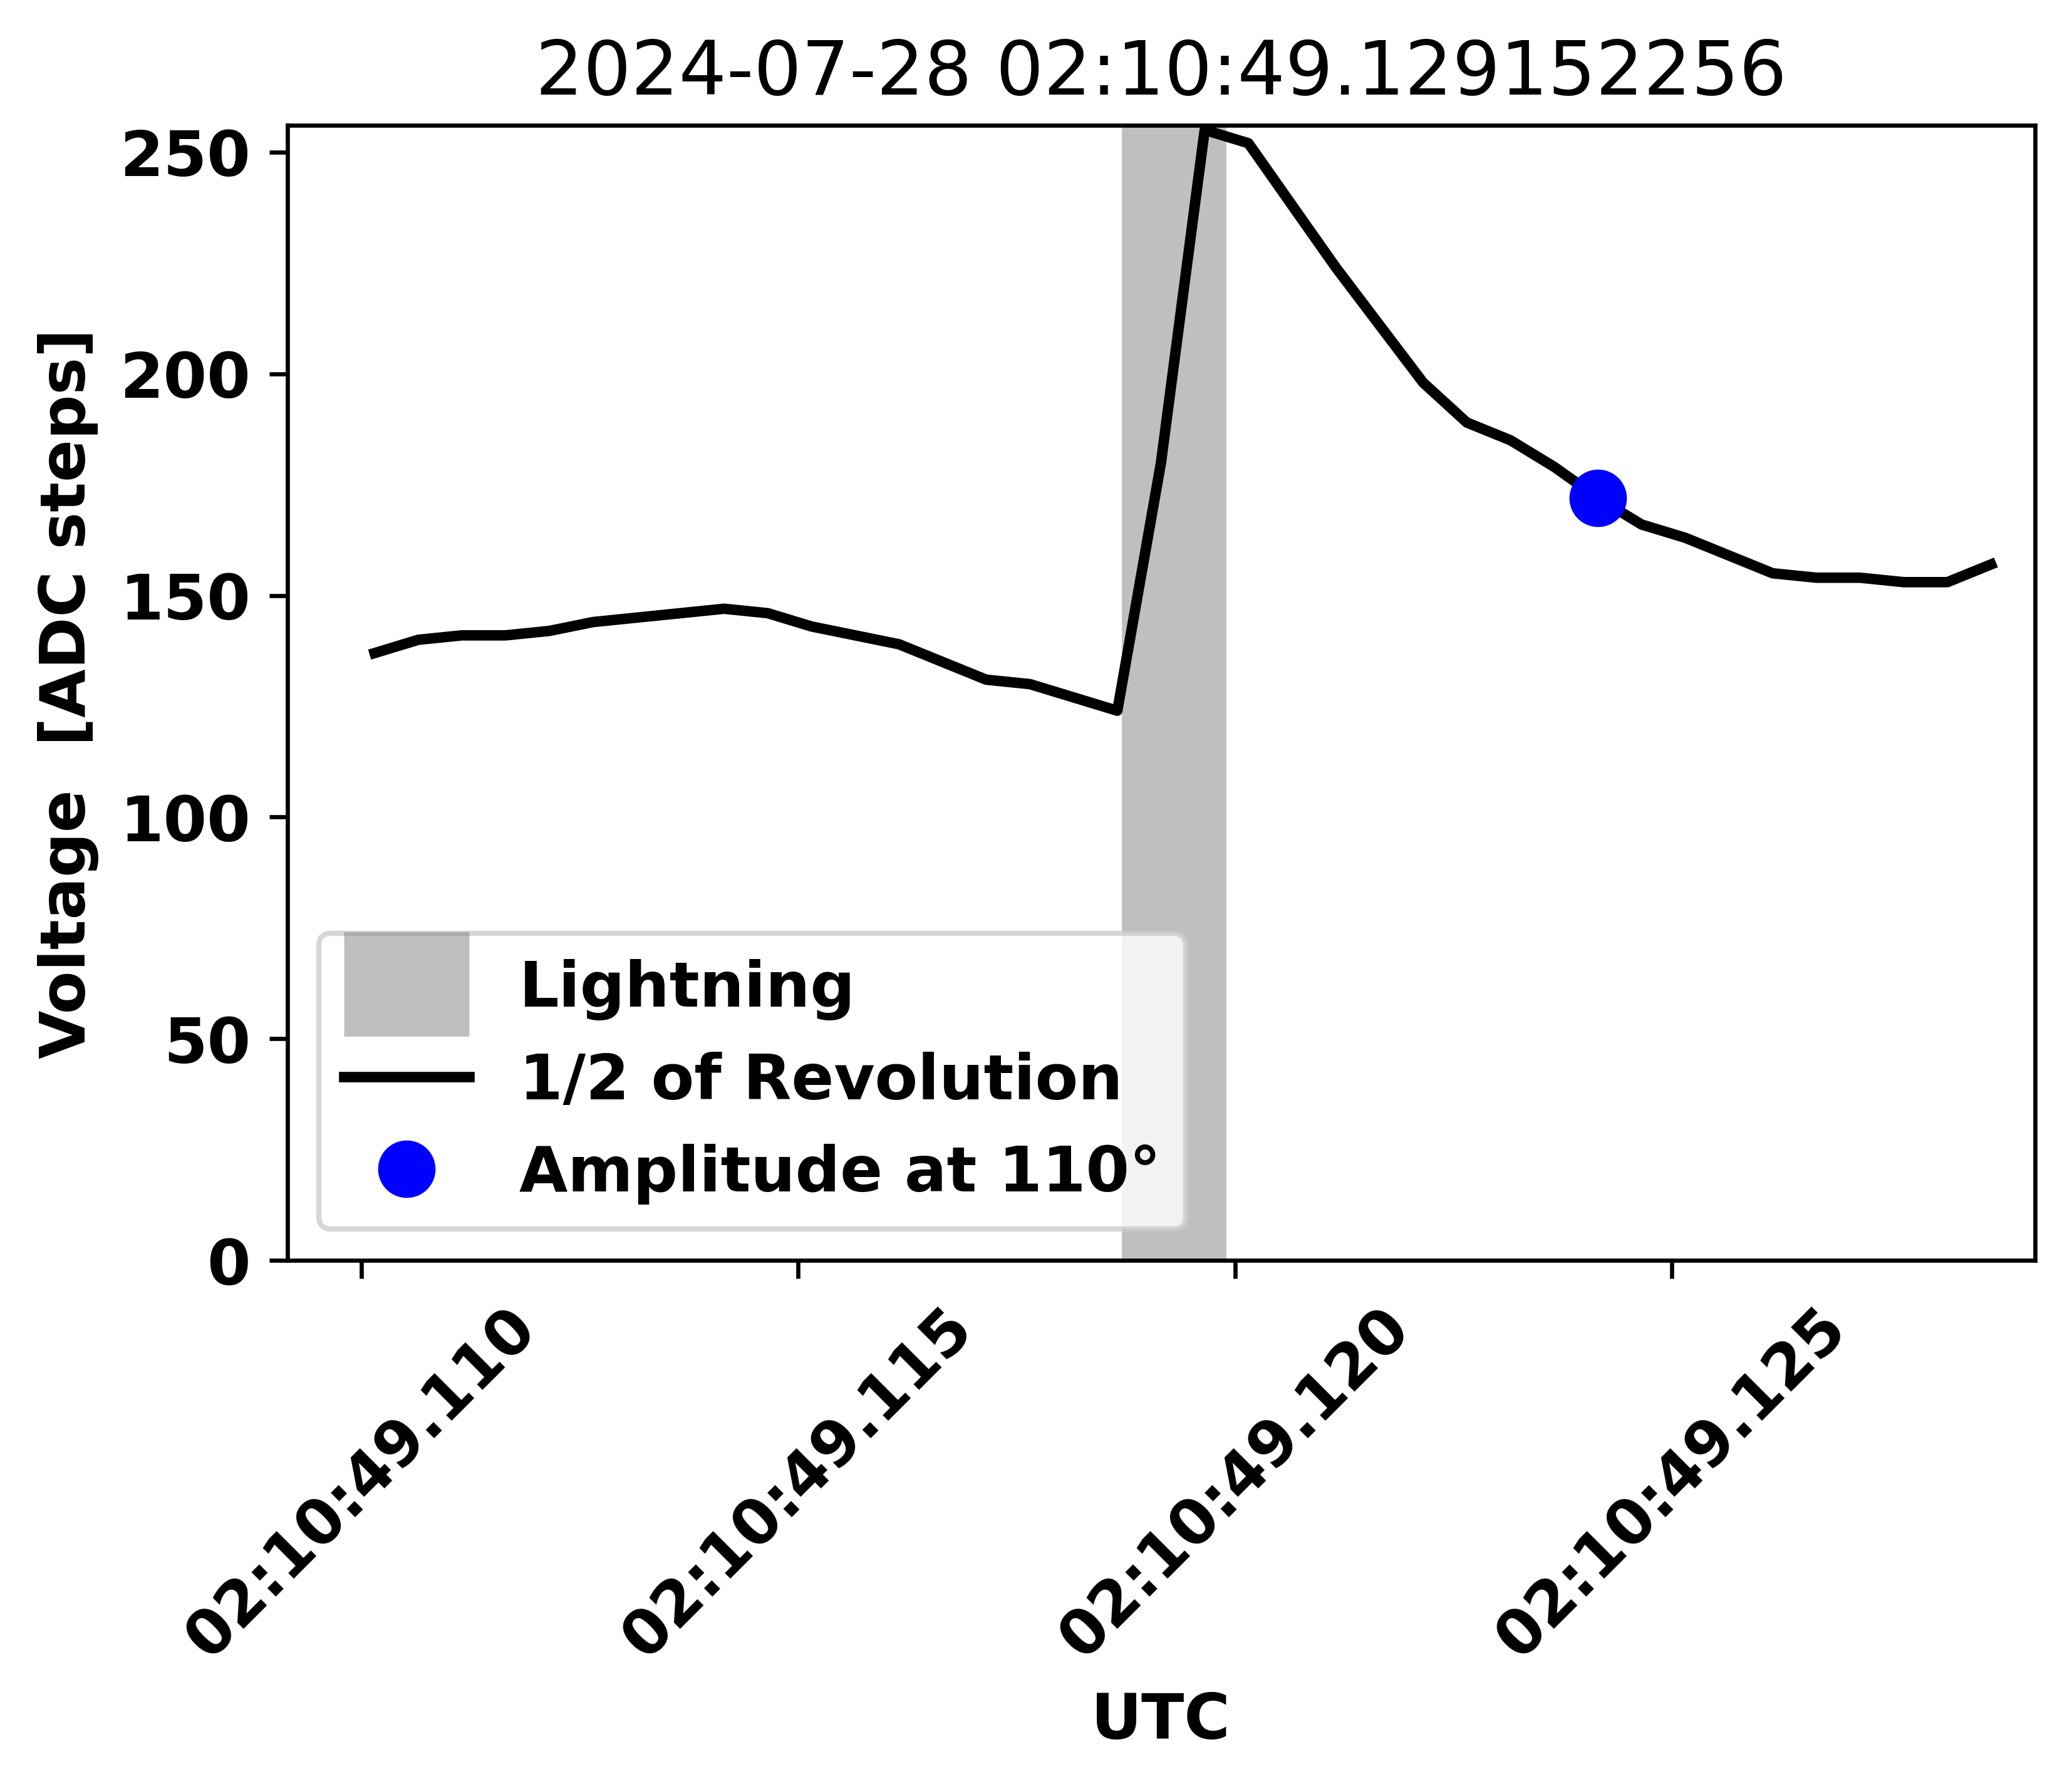 2024-07-28 02:10:49.129152256
Voltage [ADC steps]
250
200
150
100
50
0
Lightning
1/2 of Revolution
Amplitude at 110°
02:10:49.110
02:10:49.115
02:10:49.120
02:10:49.125
UTC